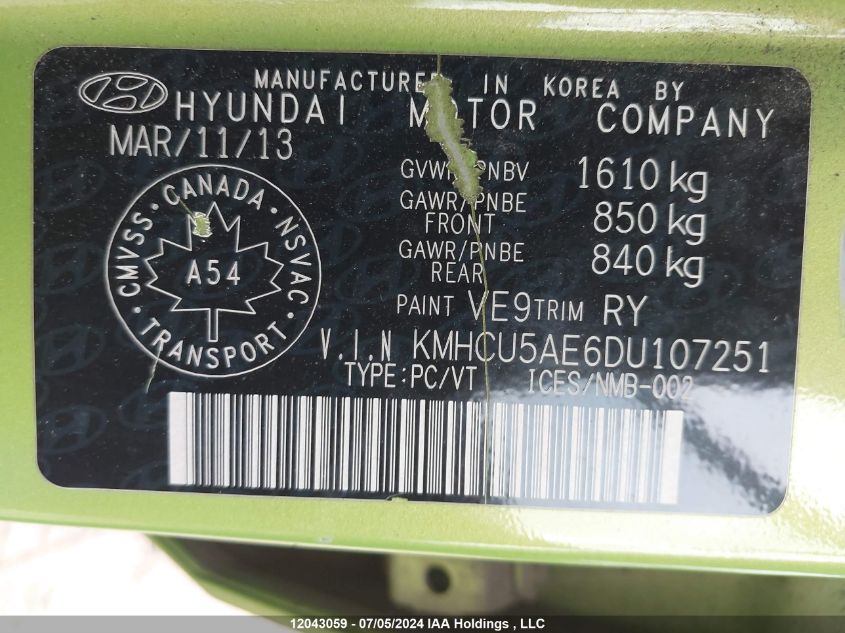 MANUFACTURED IN KOREA BY
HYUNDAI MOTOR COMPANY
MAR/11/13
GVWR/PNBV 1610 kg
GAWR/PNBE FRONT 850 kg
GAWR/PNBE REAR 840 kg
CANADA · NSVAC · TRANSPORT · CMVSS ·
A54
PAINT VE9 TRIM RY
V.I.N KMHCU5AE6DU107251
TYPE:PC/VT ICES/NMB-002
12043059 - 07/05/2024 IAA Holdings , LLC